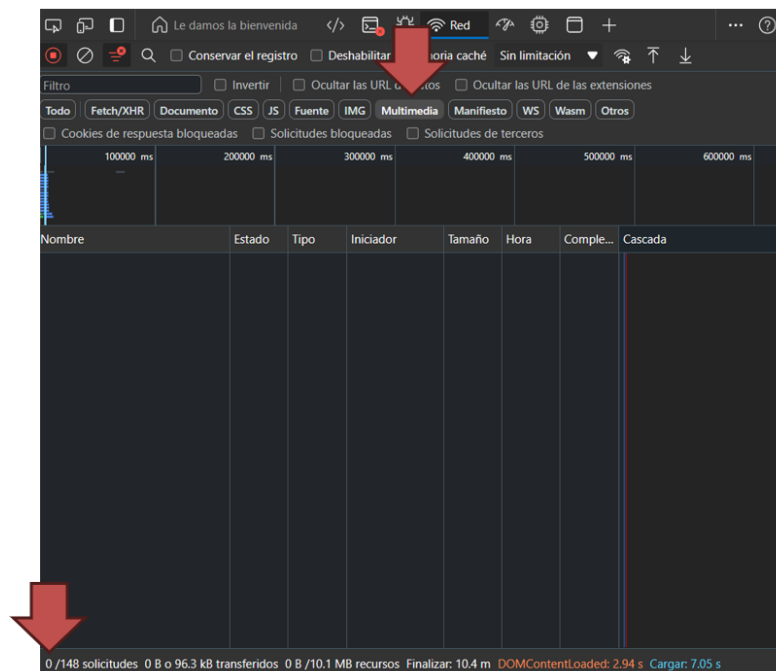 Le damos la bienvenida Red
Conservar el registro Deshabilitar Sin limitación
Filtro Invertir Ocultar las URL Ocultar las URL de las extensiones
Todo Fetch/XHR Documento CSS JS Fuente IMG Multimedia Manifiesto WS Wasm Otros
Cookies de respuesta bloqueadas Solicitudes bloqueadas Solicitudes de terceros
100000 ms 200000 ms 300000 ms 400000 ms 500000 ms 600000 ms
Nombre Estado Tipo Iniciador Tamaño Hora Comple... Cascada
0 /148 solicitudes 0 B o 96.3 kB transferidos 0 B /10.1 MB recursos Finalizar: 10.4 m DOMContentLoaded: 2.94 s Cargar: 7.05 s